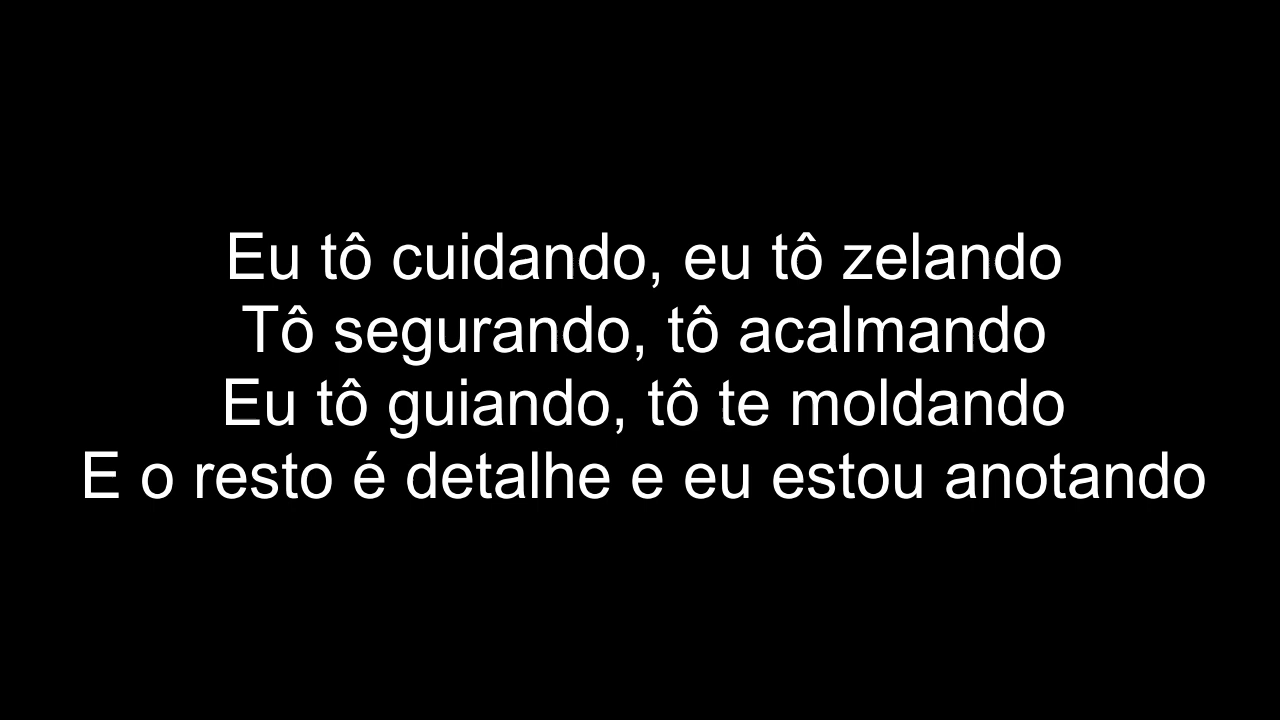 Eu tô cuidando, eu tô zelando
Tô segurando, tô acalmando
Eu tô guiando, tô te moldando
E o resto é detalhe e eu estou anotando